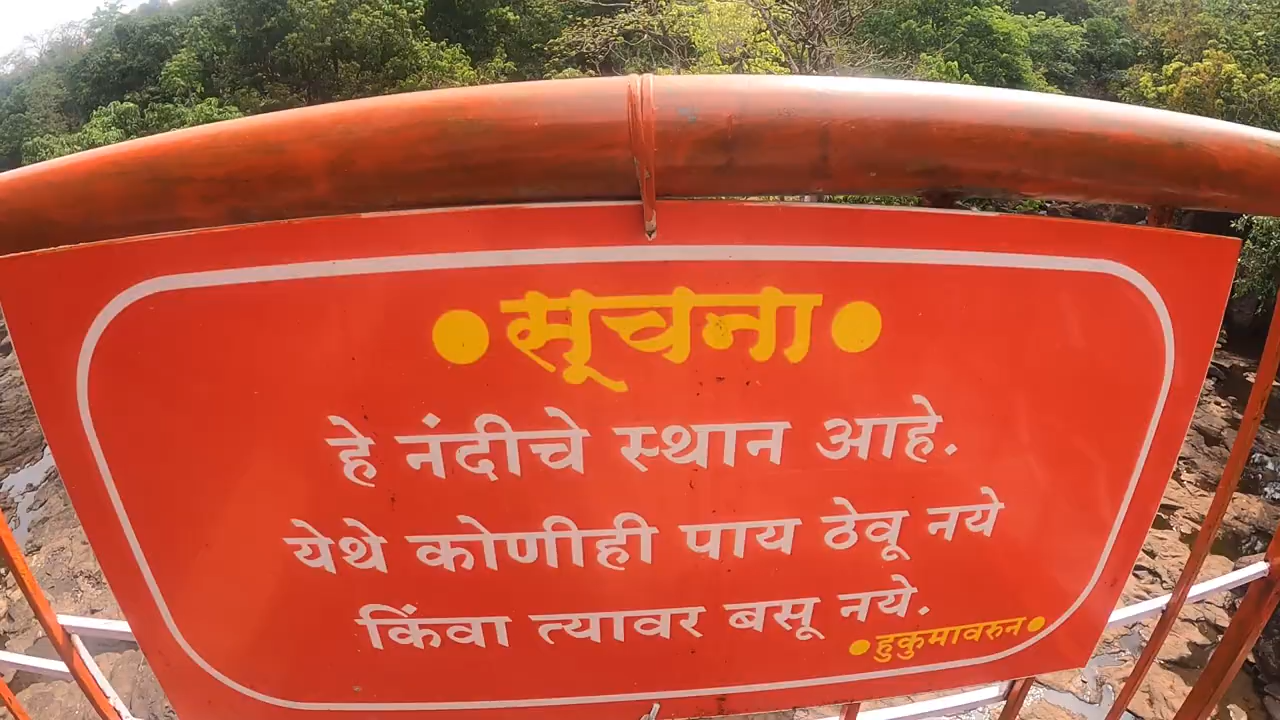 ● सूचना ●
हे नंदीचे स्थान आहे.
येथे कोणीही पाय ठेवू नये
किंवा त्यावर बसू नये.
● हुकुमावरुन ●